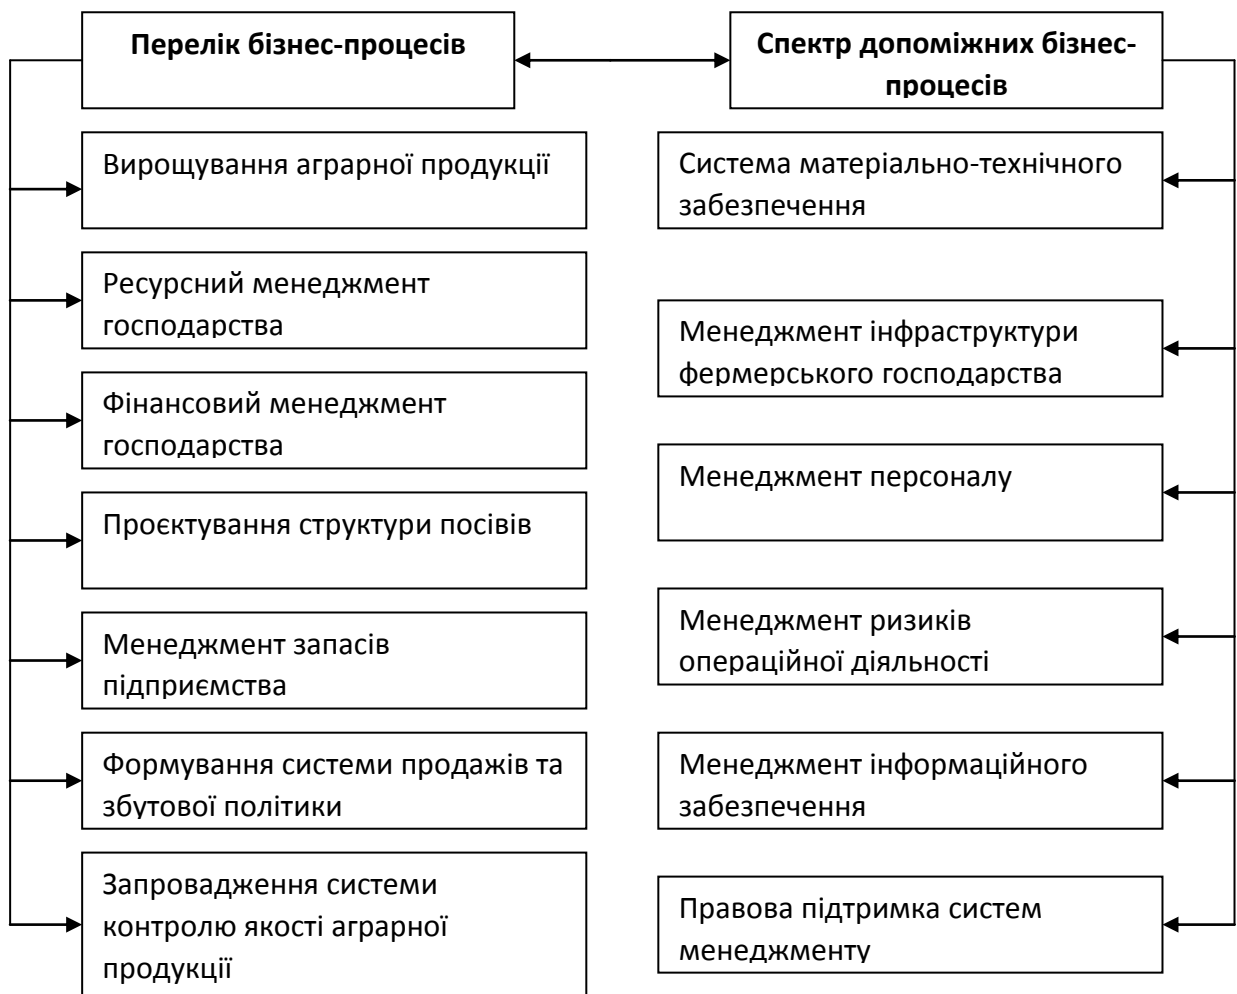 Перелік бізнес-процесів
Спектр допоміжних бізнес-
процесів
Вирощування аграрної продукції
Ресурсний менеджмент
господарства
Фінансовий менеджмент
господарства
Проєктування структури посівів
Менеджмент запасів
підприємства
Формування системи продажів та
збутової політики
Запровадження системи
контролю якості аграрної
продукції
Система матеріально-технічного
забезпечення
Менеджмент інфраструктури
фермерського господарства
Менеджмент персоналу
Менеджмент ризиків
операційної діяльності
Менеджмент інформаційного
забезпечення
Правова підтримка систем
менеджменту